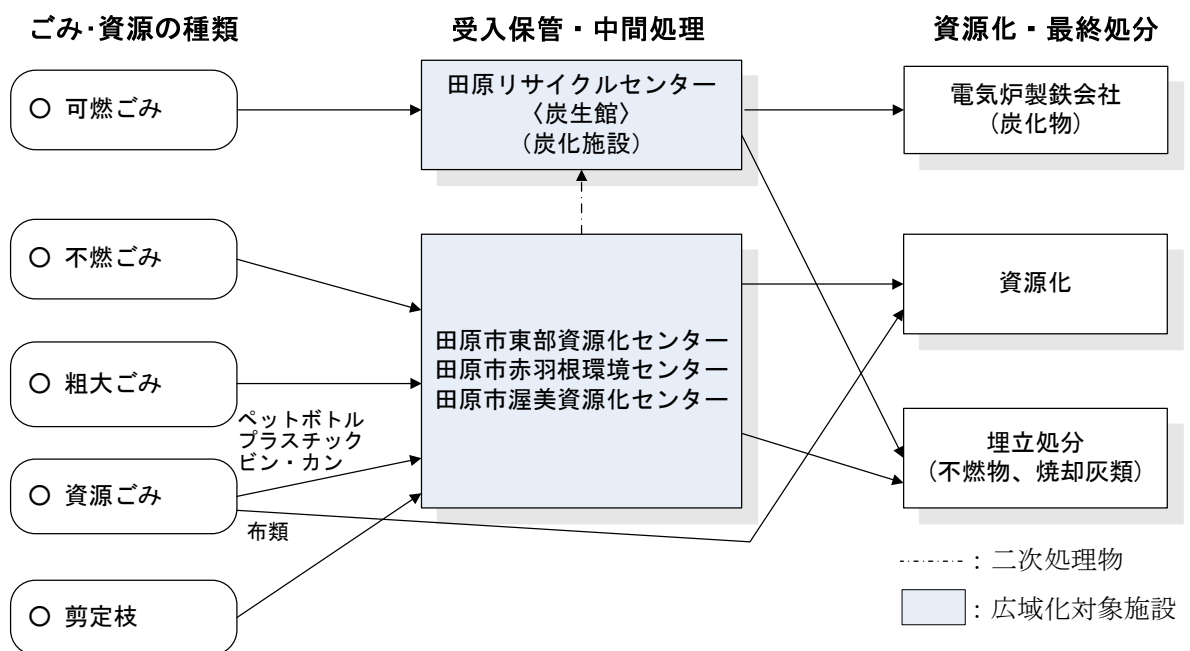 ごみ･資源の種類
受入保管・中間処理
資源化・最終処分
○ 可燃ごみ
田原リサイクルセンター
〈炭生館〉
(炭化施設)
電気炉製鉄会社
(炭化物)
○ 不燃ごみ
○ 粗大ごみ
ペットボトル
プラスチック
ビン・カン
○ 資源ごみ
布類
○ 剪定枝
田原市東部資源化センター
田原市赤羽根環境センター
田原市渥美資源化センター
資源化
埋立処分
(不燃物、焼却灰類)
：二次処理物
：広域化対象施設